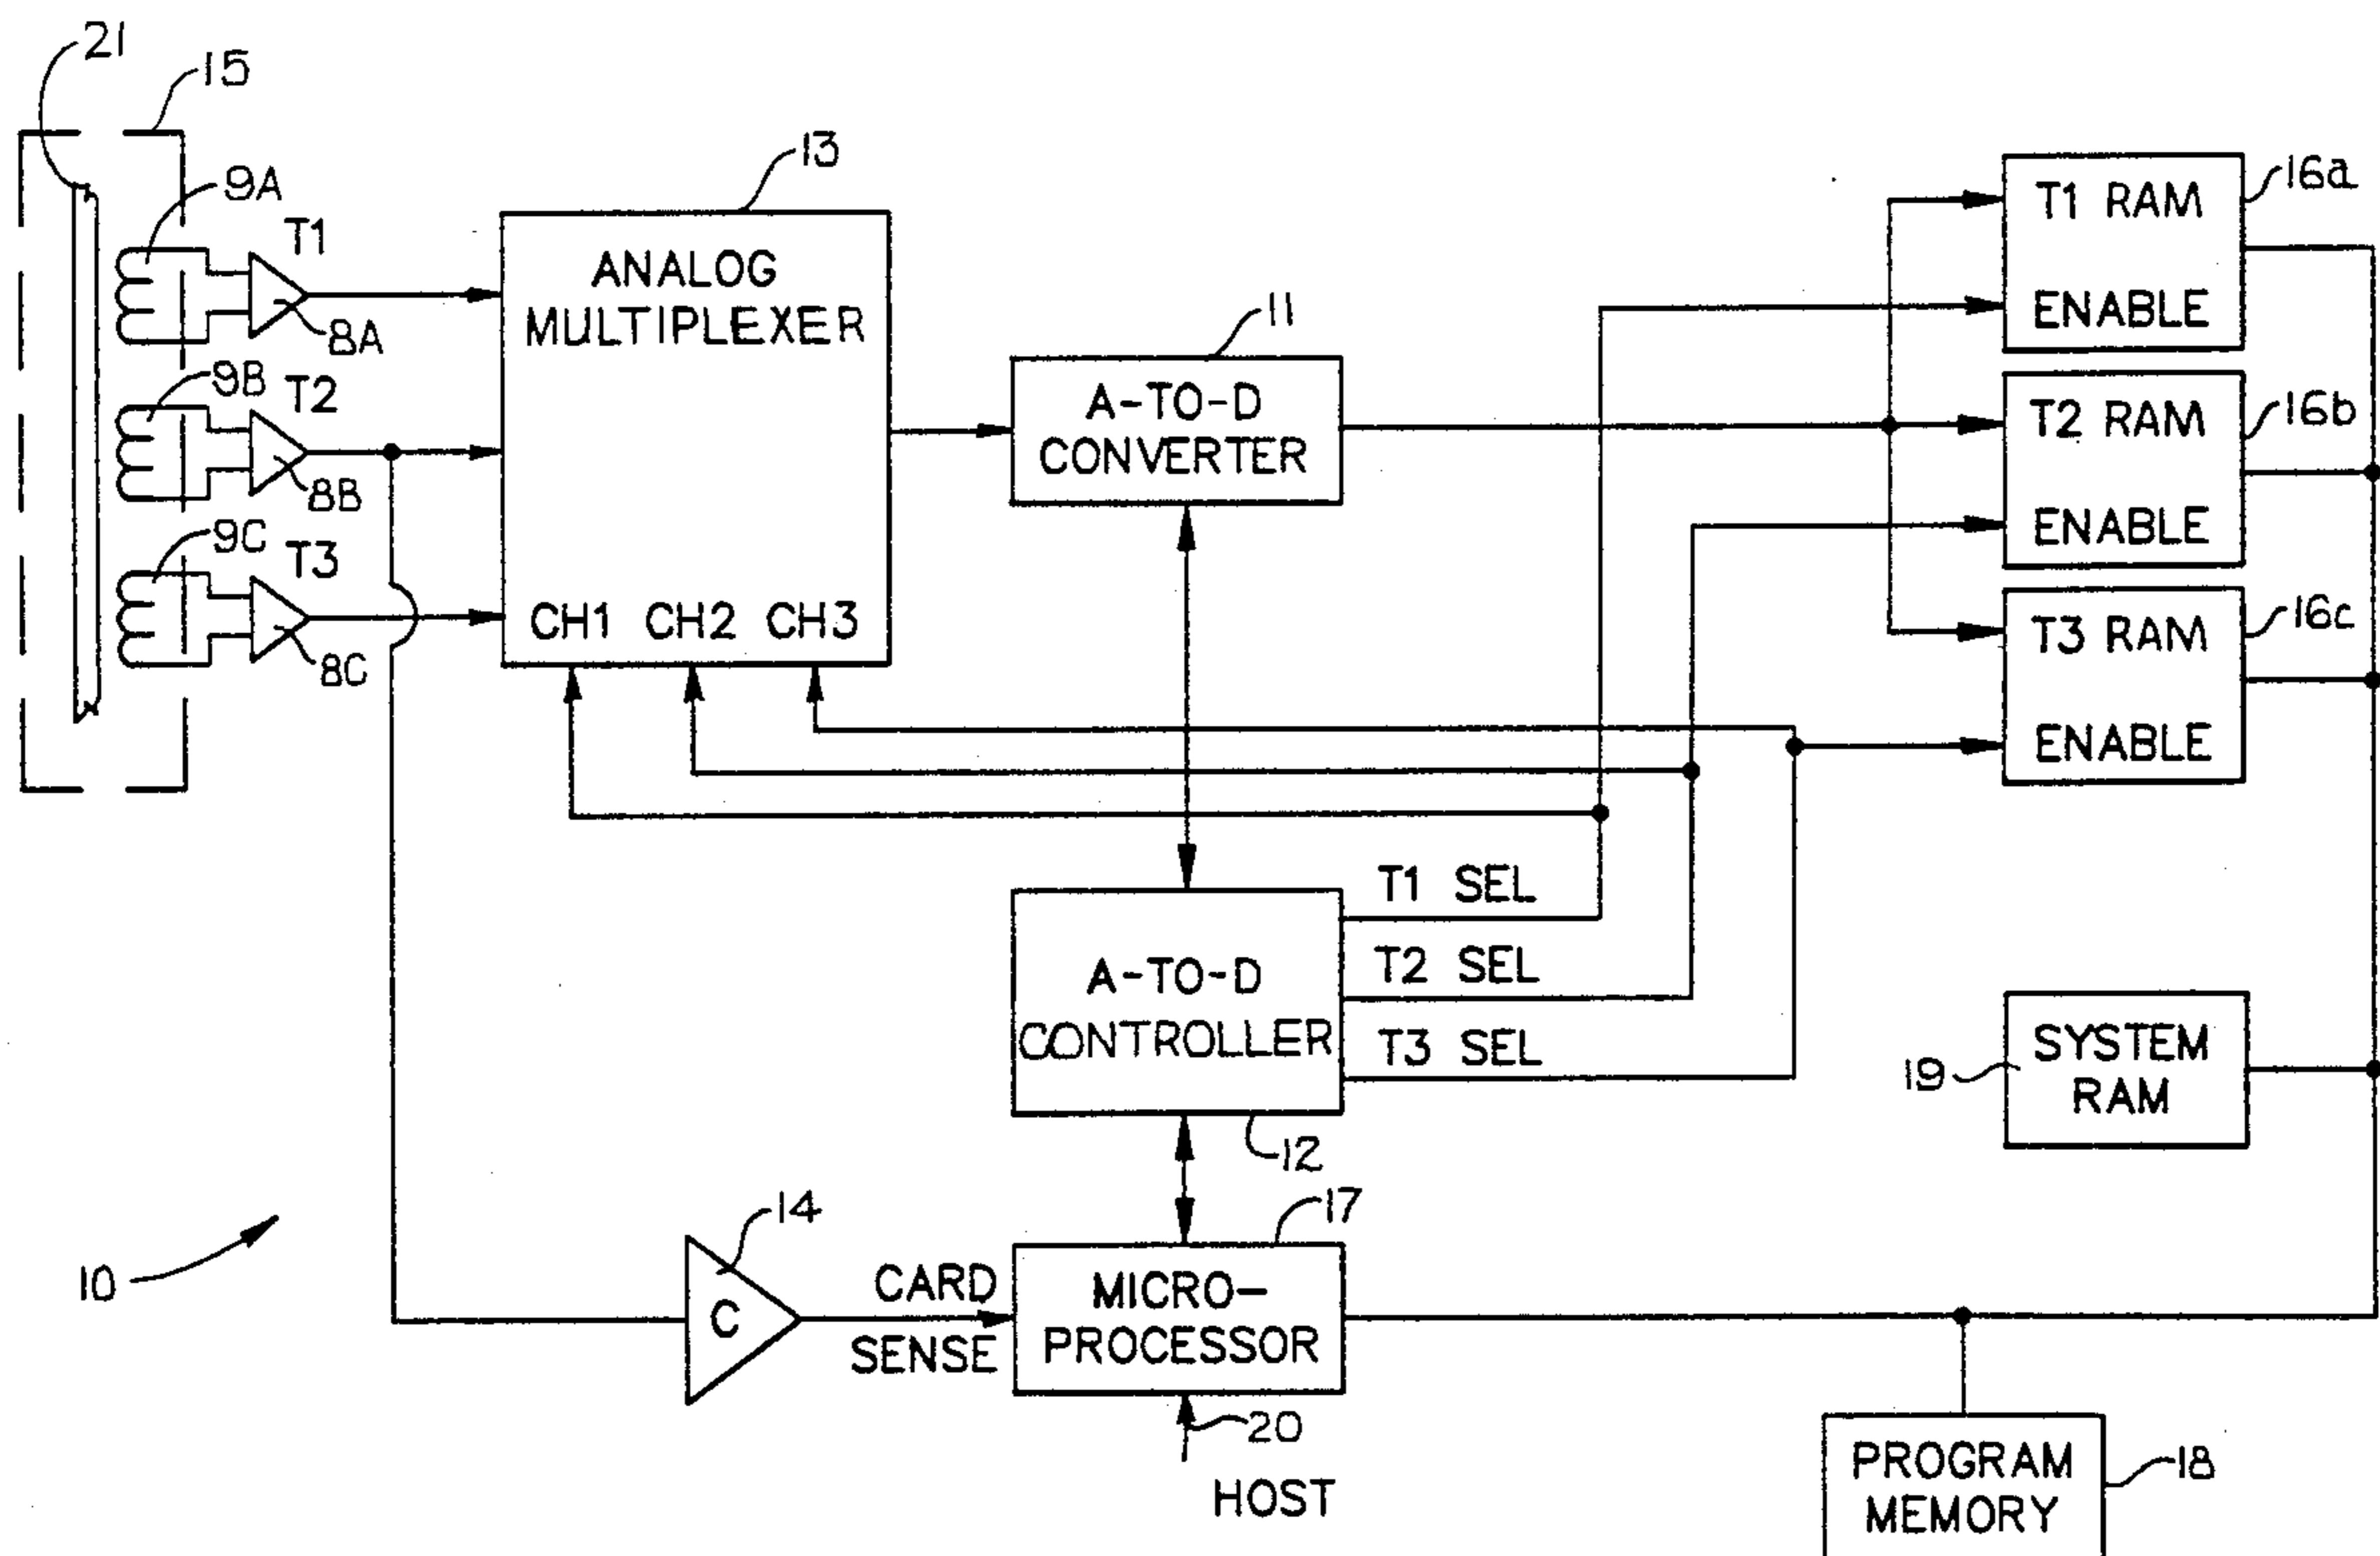 21
15
13
9A
T1
8A
ANALOG
MULTIPLEXER
9B
T2
8B
9C
T3
8C
CH1 CH2 CH3
11
A-TO-D
CONVERTER
T1 RAM
ENABLE
16a
T2 RAM
ENABLE
16b
T3 RAM
ENABLE
16c
A-TO-D
CONTROLLER
T1 SEL
T2 SEL
T3 SEL
12
SYSTEM
RAM
19
10
14
C
CARD
SENSE
17
MICRO-
PROCESSOR
20
HOST
PROGRAM
MEMORY
18